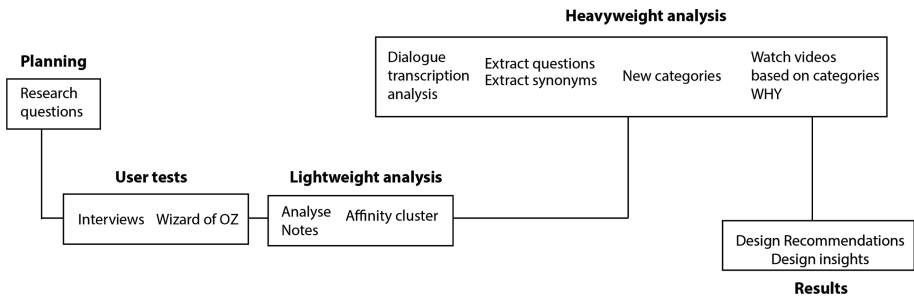 Heavyweight analysis
Dialogue
transcription
analysis
Extract questions
Extract synonyms
New categories
Watch videos
based on categories
WHY
Planning
Research
questions
User tests
Interviews
Wizard of OZ
Lightweight analysis
Analyse
Notes
Affinity cluster
Design Recommendations
Design insights
Results